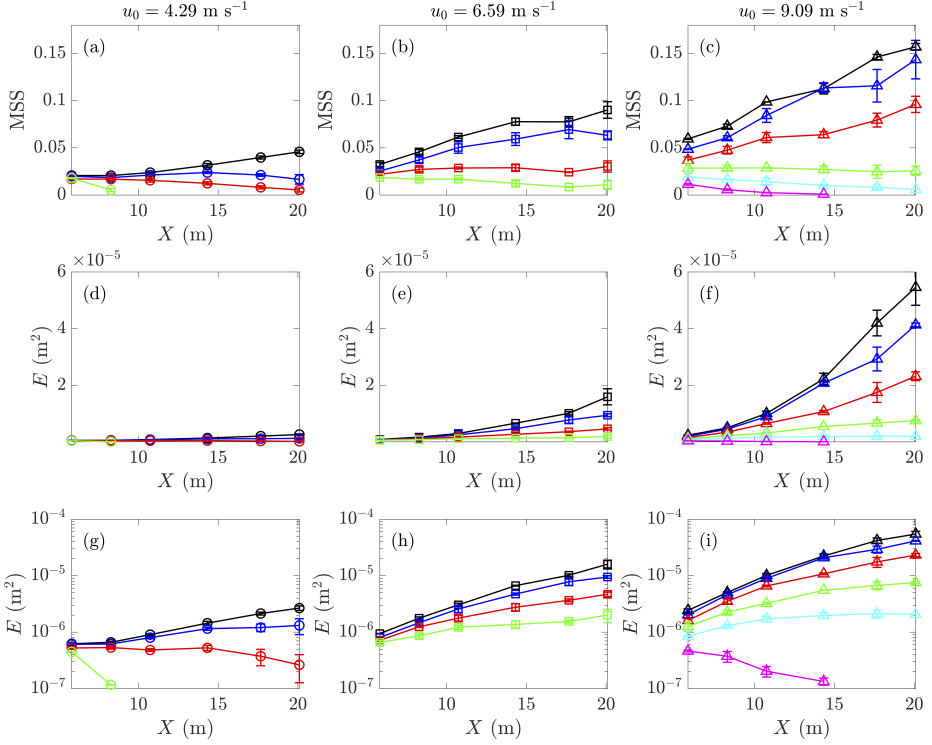 u₀ = 4.29 m s⁻¹
u₀ = 6.59 m s⁻¹
u₀ = 9.09 m s⁻¹
(a)
MSS
0.15
0.1
0.05
0
10
15
20
X (m)
(b)
MSS
0.15
0.1
0.05
0
10
15
20
X (m)
(c)
MSS
0.15
0.1
0.05
0
10
15
20
X (m)
×10⁻⁵
(d)
E (m²)
6
4
2
10
15
20
X (m)
×10⁻⁵
(e)
E (m²)
6
4
2
10
15
20
X (m)
×10⁻⁵
(f)
E (m²)
6
4
2
10
15
20
X (m)
(g)
E (m²)
10⁻⁴
10⁻⁵
10⁻⁶
10⁻⁷
10
15
20
X (m)
(h)
E (m²)
10⁻⁴
10⁻⁵
10⁻⁶
10⁻⁷
10
15
20
X (m)
(i)
E (m²)
10⁻⁴
10⁻⁵
10⁻⁶
10⁻⁷
10
15
20
X (m)